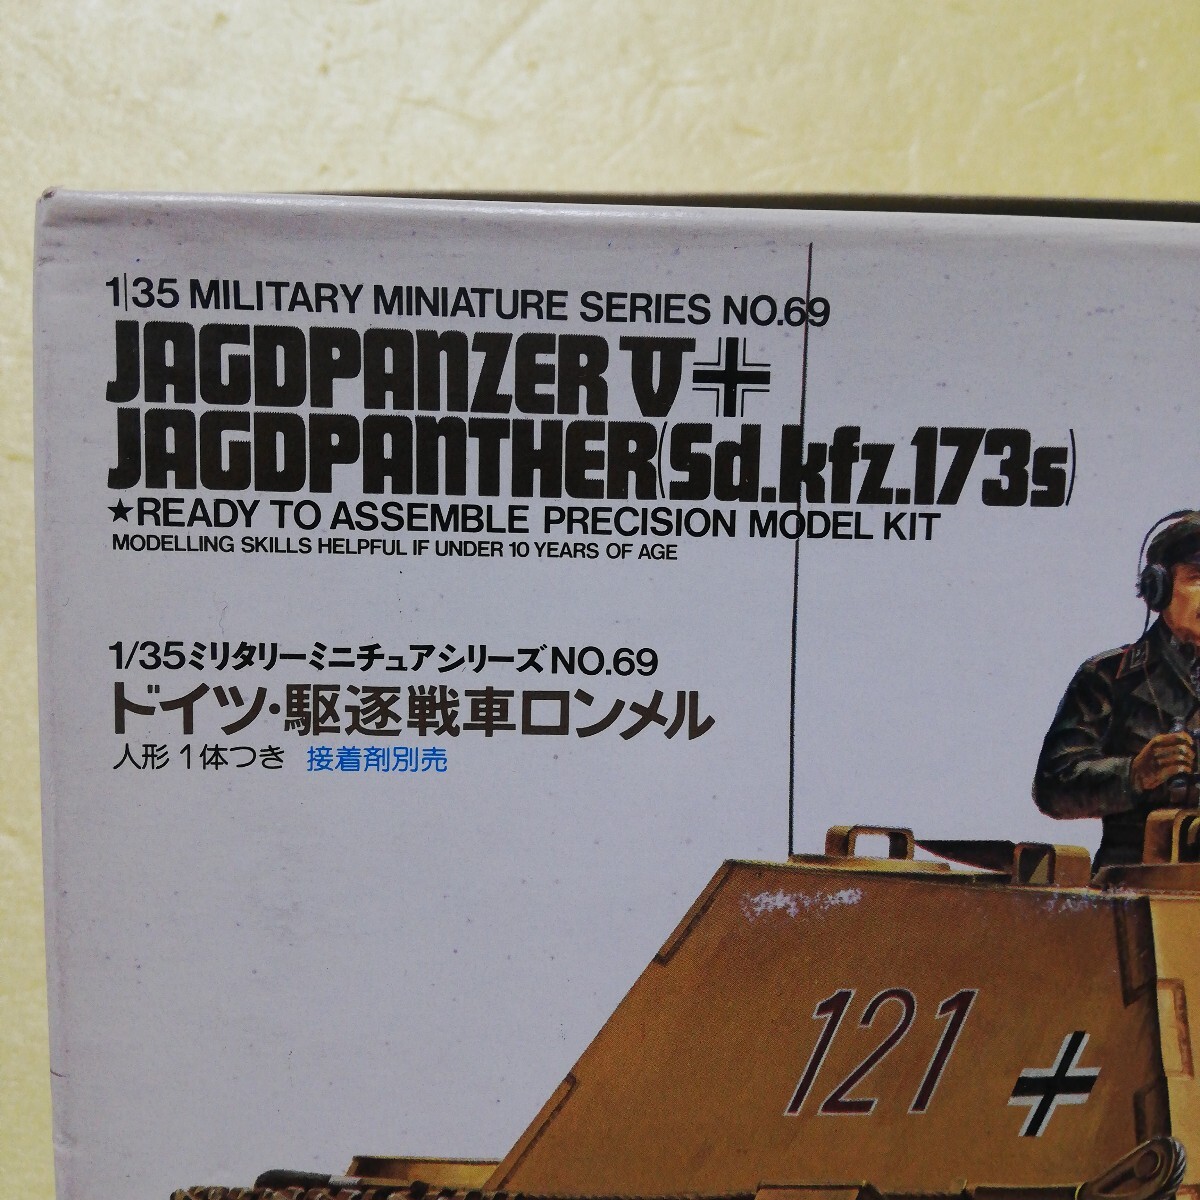 1/35 MILITARY MINIATURE SERIES NO.69
JAGDPANZER V
JAGDPANTHER(Sd.kfz.173s)
★READY TO ASSEMBLE PRECISION MODEL KIT
MODELLING SKILLS HELPFUL IF UNDER 10 YEARS OF AGE
1/35ミリタリーミニチュアシリーズNO.69
ドイツ・駆逐戦車ロンメル
人形1体つき 接着剤別売
121